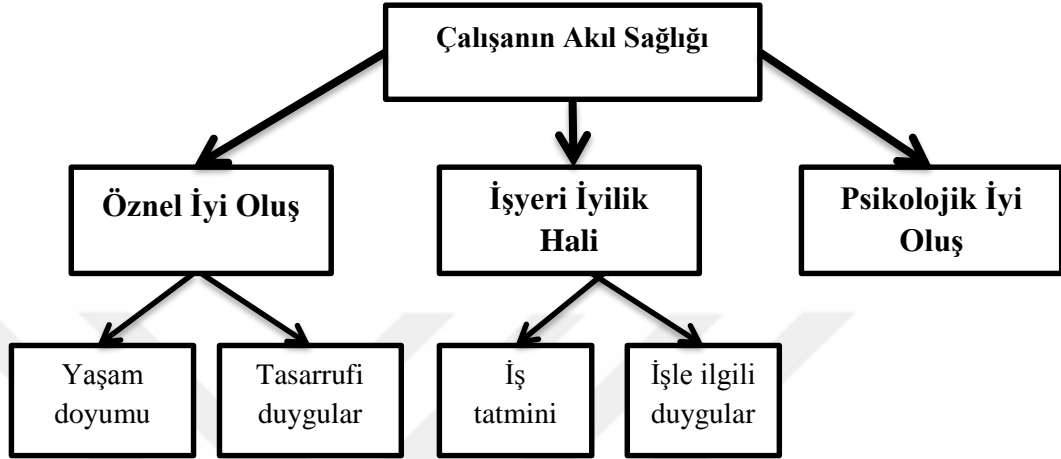 Çalışanın Akıl Sağlığı
Öznel İyi Oluş
İşyeri İyilik
Hali
Psikolojik İyi
Oluş
Yaşam
doyumu
Tasarrufi
duygular
İş
tatmini
İşle ilgili
duygular